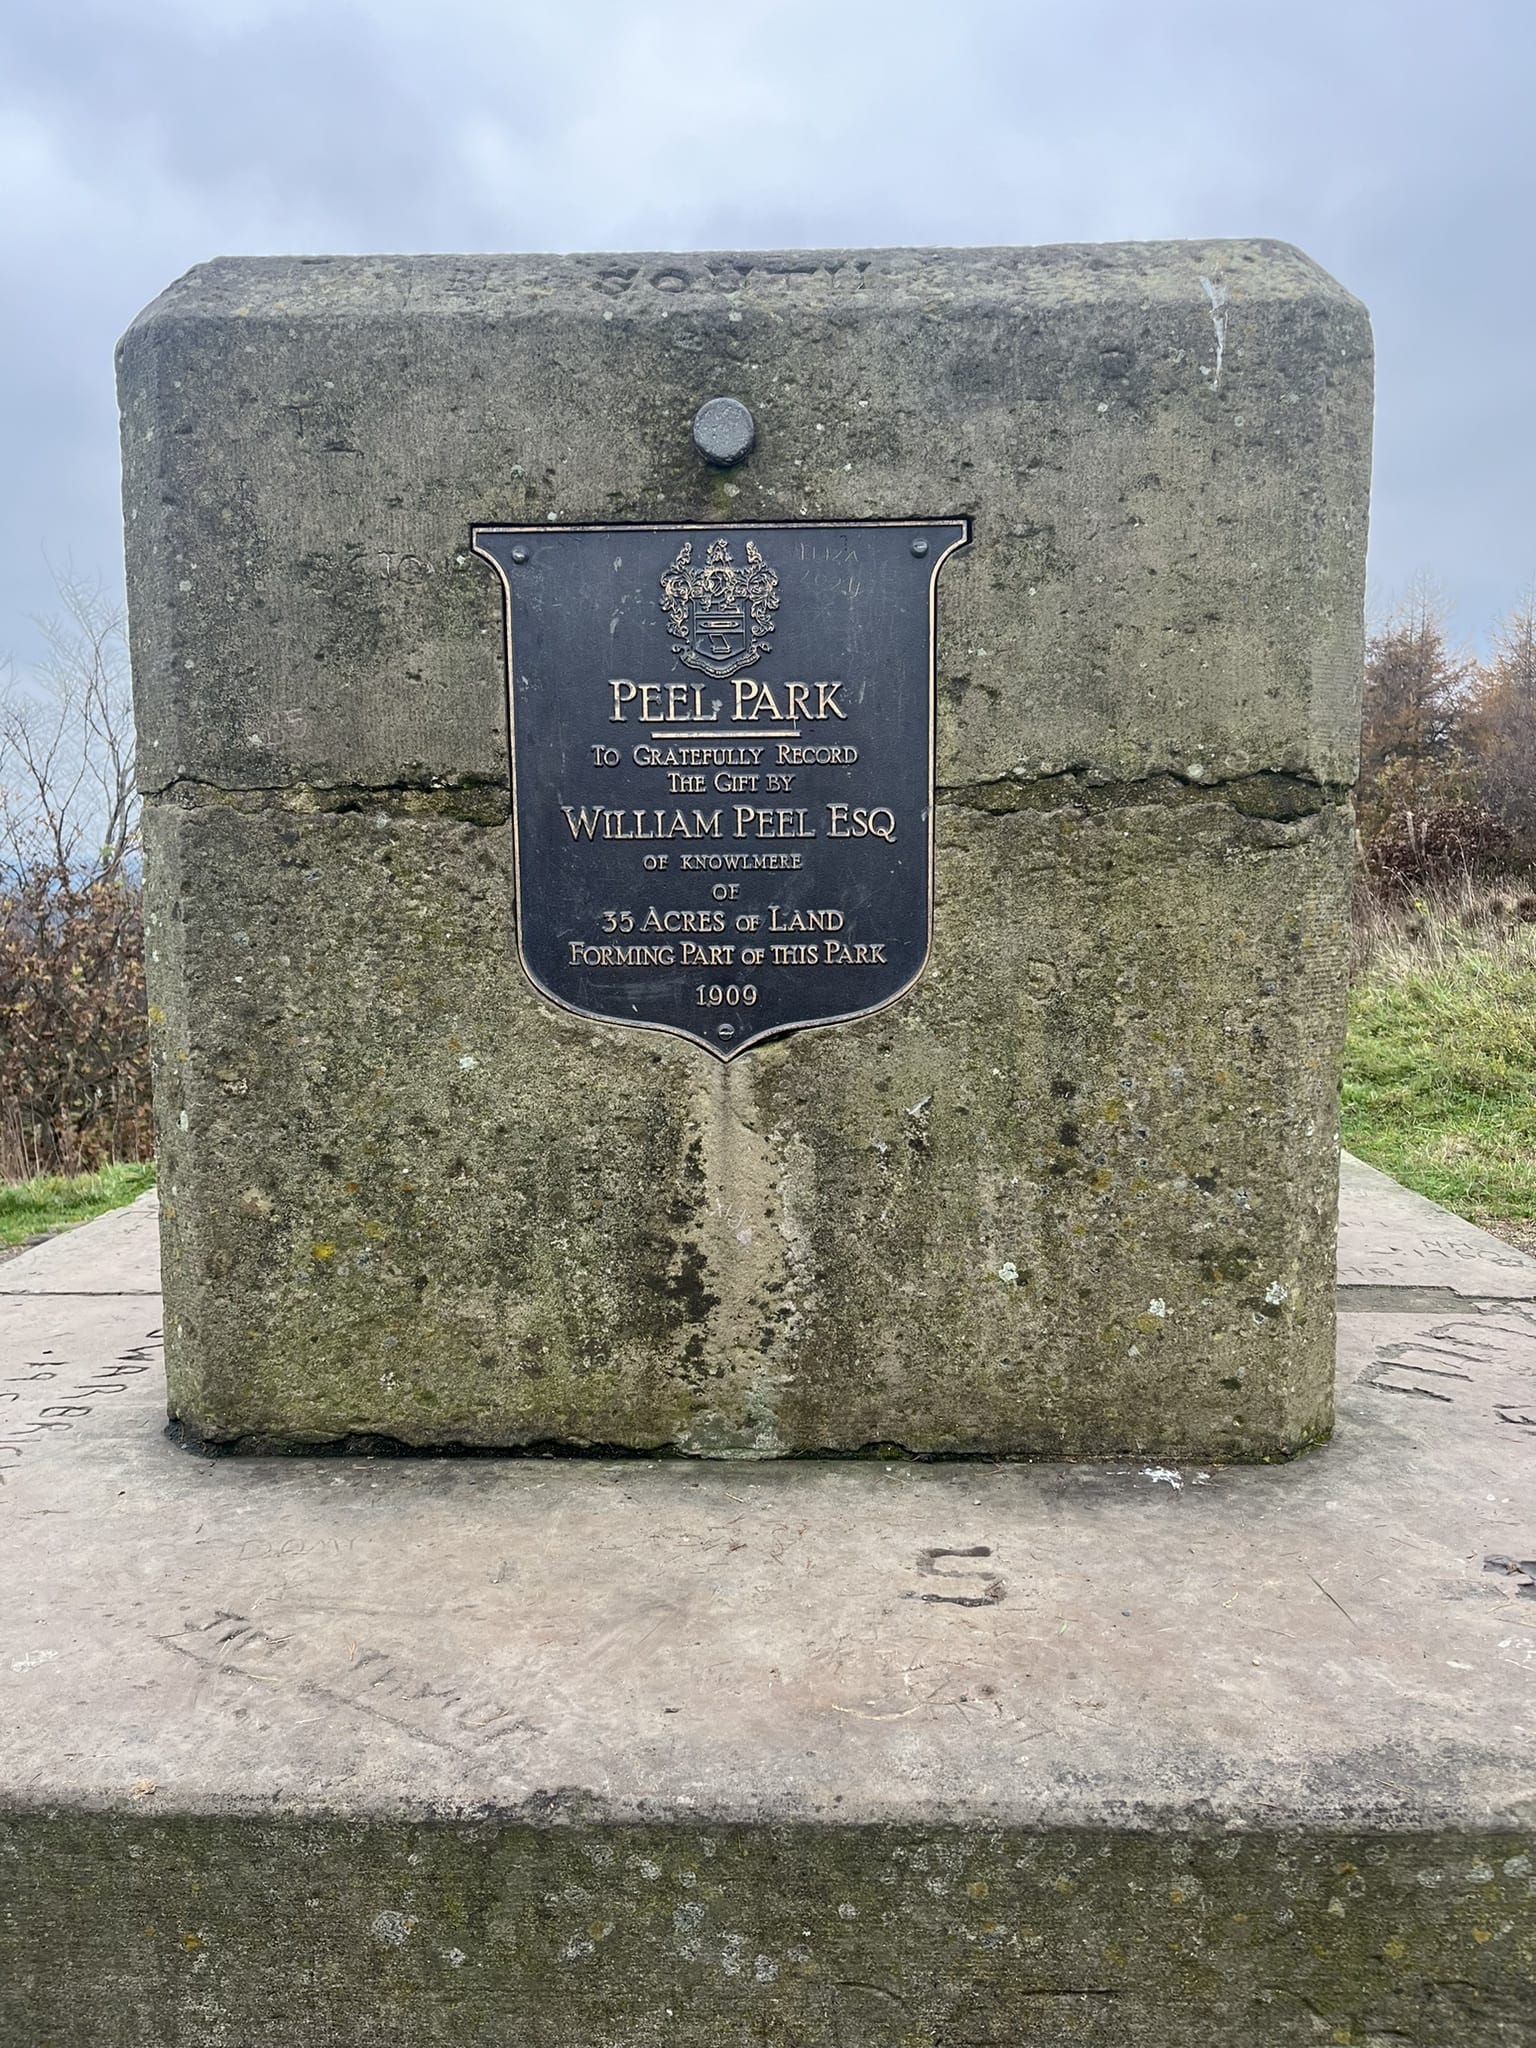 SOUTH
PEEL PARK
TO GRATEFULLY RECORD
THE GIFT BY
WILLIAM PEEL ESQ
OF KNOWLMERE
OF
35 ACRES OF LAND
FORMING PART OF THIS PARK
1909
S